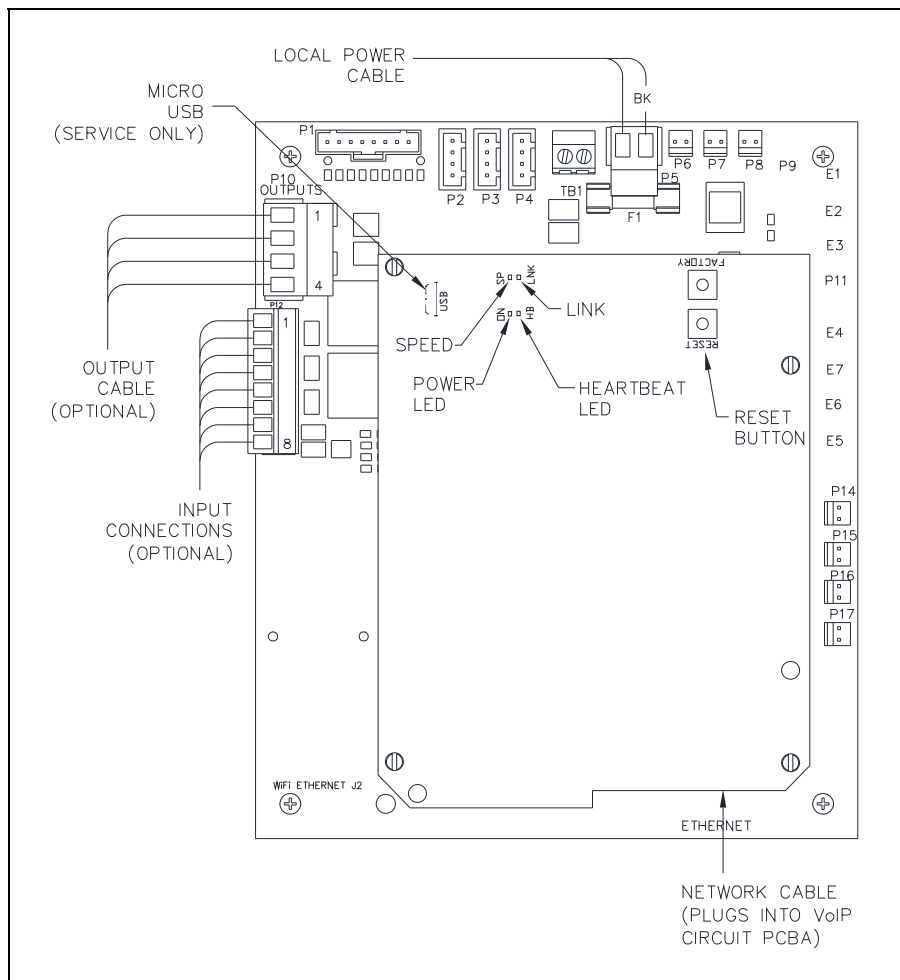 LOCAL POWER
CABLE
MICRO
USB
(SERVICE ONLY)
BK
P1
P6
P7
P8
P9
E1
P10
OUTPUTS
P2
P3
P4
TB1
P5
F1
E2
1
4
E3
FACTORY
P11
SP
LNK
USB
LINK
ON
HB
SPEED
RESET
E4
P12
1
8
POWER
LED
HEARTBEAT
LED
E7
OUTPUT
CABLE
(OPTIONAL)
RESET
BUTTON
E6
E5
INPUT
CONNECTIONS
(OPTIONAL)
P14
P15
P16
P17
WiFi ETHERNET J2
ETHERNET
NETWORK CABLE
(PLUGS INTO VoIP
CIRCUIT PCBA)